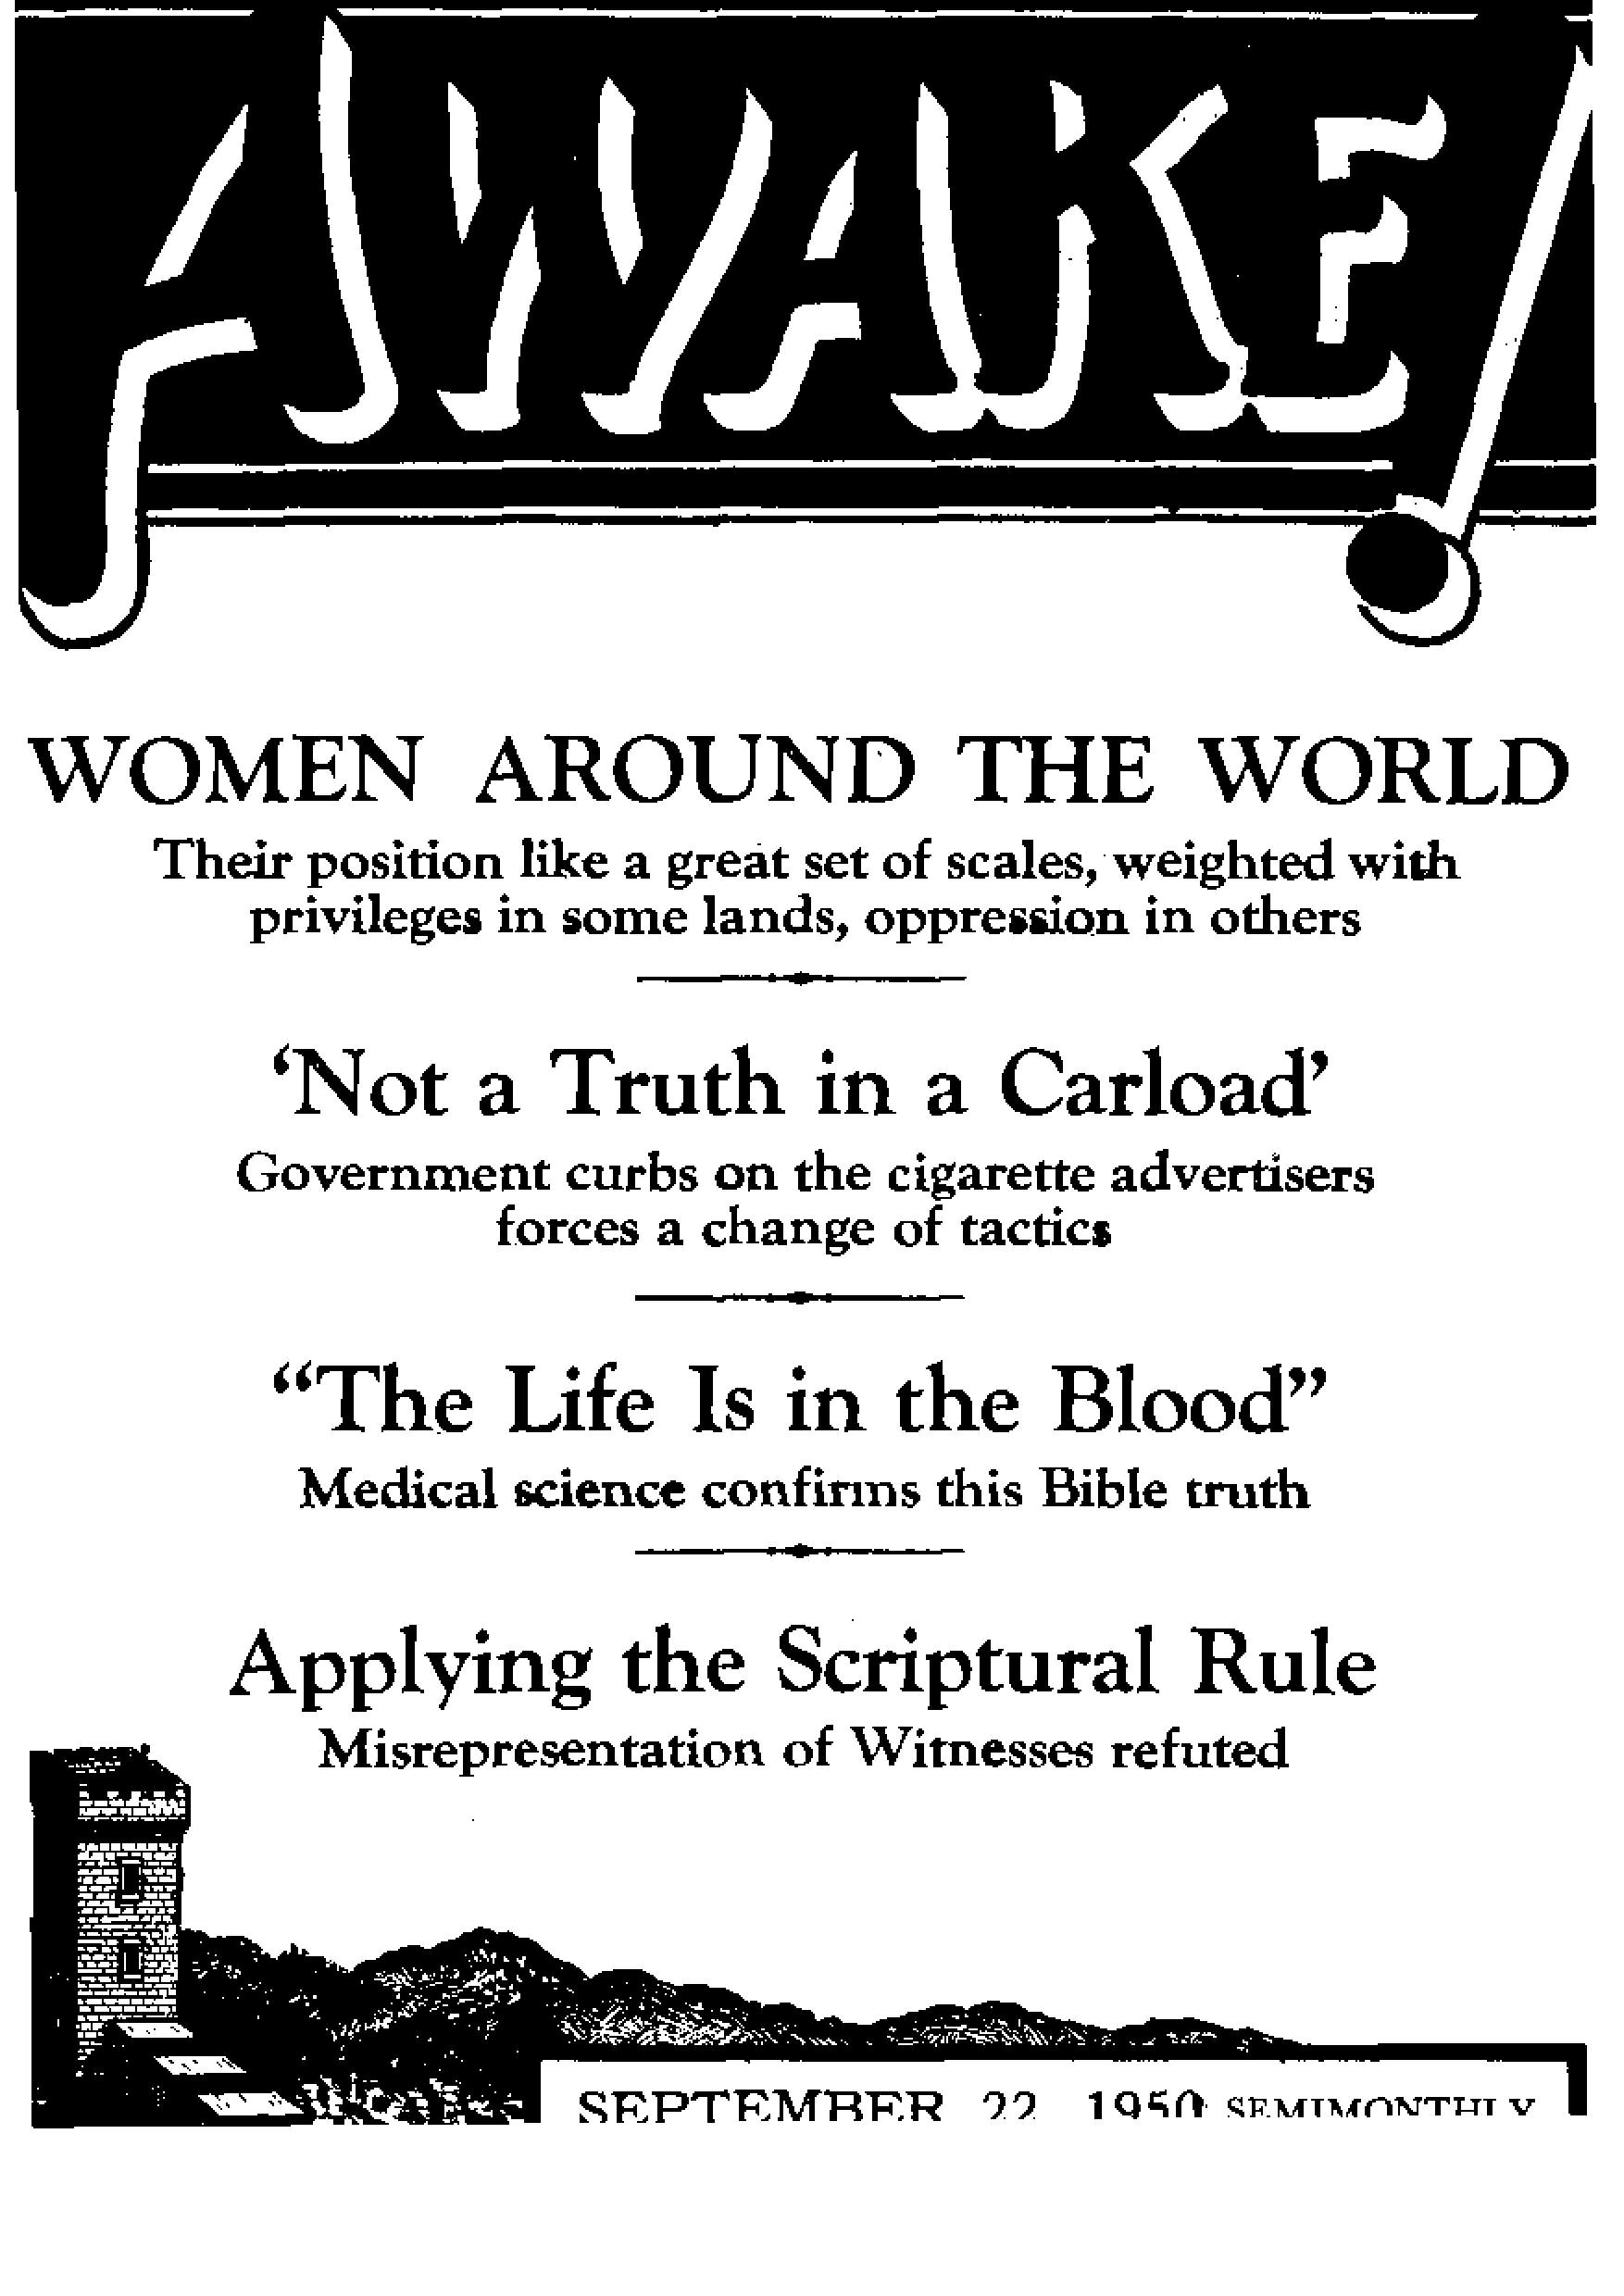 AWAKE!
WOMEN AROUND THE WORLD
Their position like a great set of scales, weighted with
privileges in some lands, oppression in others
‘Not a Truth in a Carload’
Government curbs on the cigarette advertisers
forces a change of tactics
“The Life Is in the Blood”
Medical science confirms this Bible truth
Applying the Scriptural Rule
Misrepresentation of Witnesses refuted
SEPTEMBER 22 1950 SEMIMONTHLY